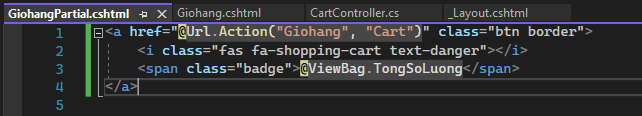 GiohangPartial.cshtml Giohang.cshtml CartController.cs _Layout.cshtml
1 <a href="@Url.Action("Giohang", "Cart")" class="btn border">
2 <i class="fas fa-shopping-cart text-danger"></i>
3 <span class="badge">@ViewBag.TongSoLuong</span>
4 </a>
5